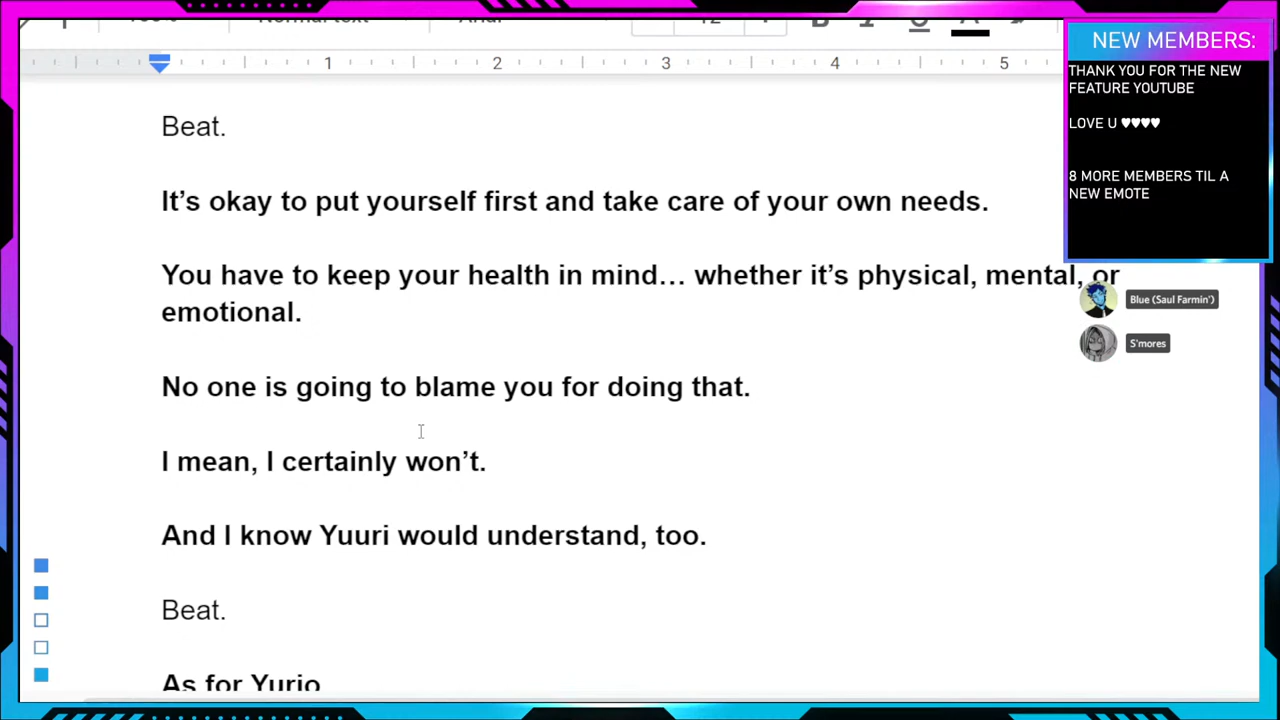 1 2 3 4 5
Beat.
It’s okay to put yourself first and take care of your own needs.
You have to keep your health in mind… whether it’s physical, mental, or
emotional.
No one is going to blame you for doing that.
I mean, I certainly won’t.
And I know Yuuri would understand, too.
Beat.
As for Yurio
NEW MEMBERS:
THANK YOU FOR THE NEW
FEATURE YOUTUBE
LOVE U ♥♥♥♥
8 MORE MEMBERS TIL A
NEW EMOTE
Blue (Saul Farmin')
S'mores